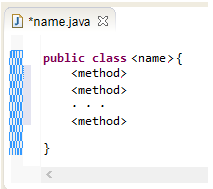 *name.java
public class <name>{
<method>
<method>
. . .
<method>
}